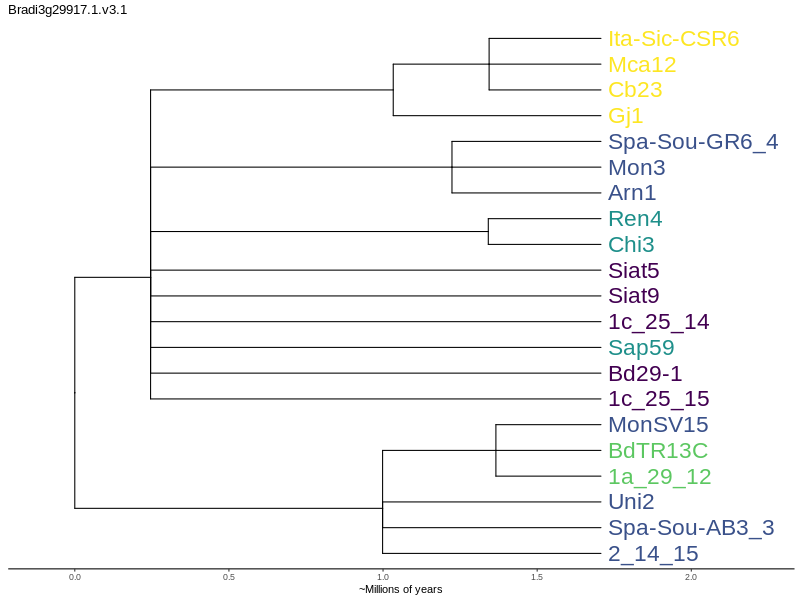 Bradi3g29917.1.v3.1
Ita-Sic-CSR6
Mca12
Cb23
Gj1
Spa-Sou-GR6_4
Mon3
Arn1
Ren4
Chi3
Siat5
Siat9
1c_25_14
Sap59
Bd29-1
1c_25_15
MonSV15
BdTR13C
1a_29_12
Uni2
Spa-Sou-AB3_3
2_14_15
0.0 0.5 1.0 1.5 2.0
~Millions of years